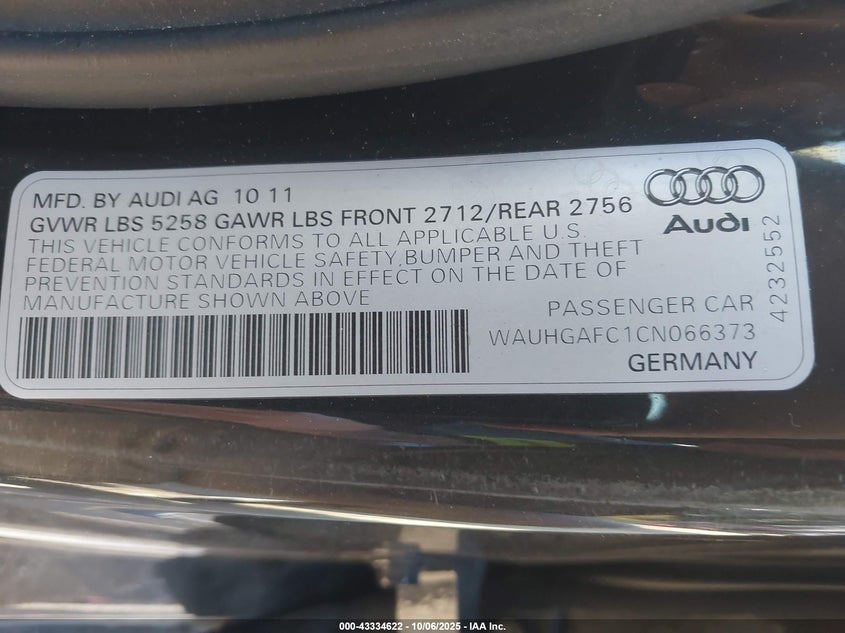 MFD. BY AUDI AG 10 11
GVWR LBS 5258 GAWR LBS FRONT 2712/REAR 2756
THIS VEHICLE CONFORMS TO ALL APPLICABLE U.S.
FEDERAL MOTOR VEHICLE SAFETY,BUMPER AND THEFT
PREVENTION STANDARDS IN EFFECT ON THE DATE OF
MANUFACTURE SHOWN ABOVE
Audi
4232552
PASSENGER CAR
WAUHGAFC1CN066373
GERMANY
000-43334622 - 10/06/2025 - IAA Inc.